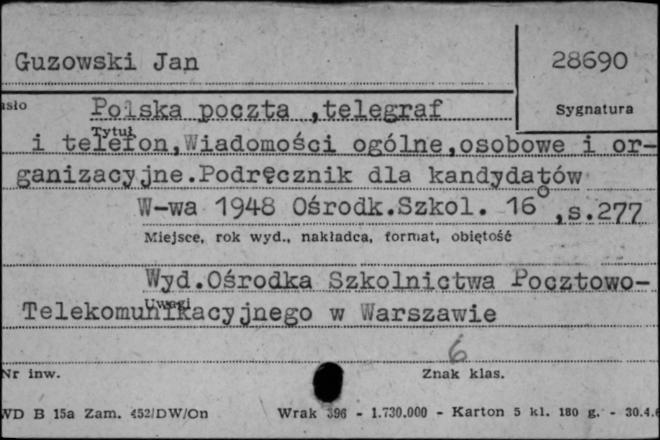 Guzowski Jan
28690
Sygnatura
asło
Polska poczta ,telegraf
Tytuł
i telefon,Wiadomości ogólne,osobowe i or-
ganizacyjne.Podręcznik dla kandydatów
W-wa 1948 Ośrodk.Szkol. 16°,s.277
Miejsce, rok wyd., nakładca, format, objętość
Wyd.Ośrodka Szkolnictwa Pocztowo-
Uwagi
Telekomunikacyjnego w Warszawie
6
Nr inw.
Znak klas.
WD B 15a Zam. 452/DW/On Wrak 396 - 1.730.000 - Karton 5 kl. 180 g. - 30.4.6